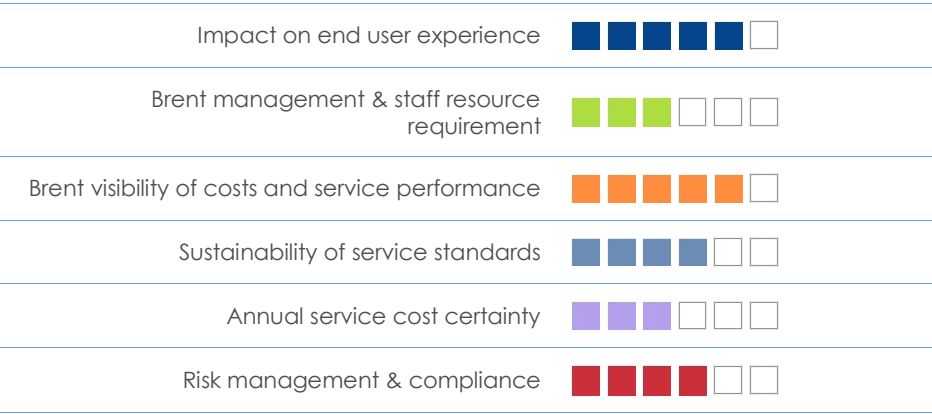 Impact on end user experience
Brent management & staff resource
requirement
Brent visibility of costs and service performance
Sustainability of service standards
Annual service cost certainty
Risk management & compliance